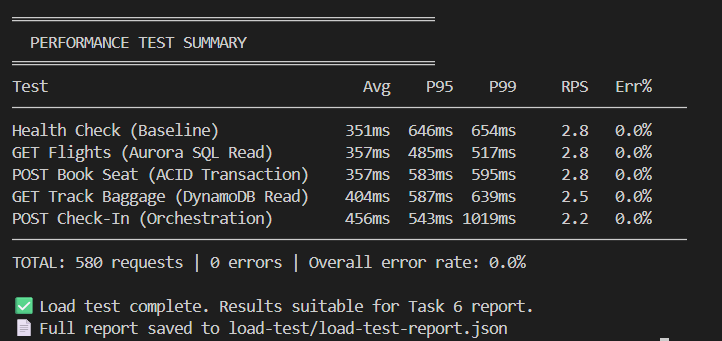 PERFORMANCE TEST SUMMARY
Test Avg P95 P99 RPS Err%
Health Check (Baseline) 351ms 646ms 654ms 2.8 0.0%
GET Flights (Aurora SQL Read) 357ms 485ms 517ms 2.8 0.0%
POST Book Seat (ACID Transaction) 357ms 583ms 595ms 2.8 0.0%
GET Track Baggage (DynamoDB Read) 404ms 587ms 639ms 2.5 0.0%
POST Check-In (Orchestration) 456ms 543ms 1019ms 2.2 0.0%
TOTAL: 580 requests | 0 errors | Overall error rate: 0.0%
✅ Load test complete. Results suitable for Task 6 report.
📄 Full report saved to load-test/load-test-report.json